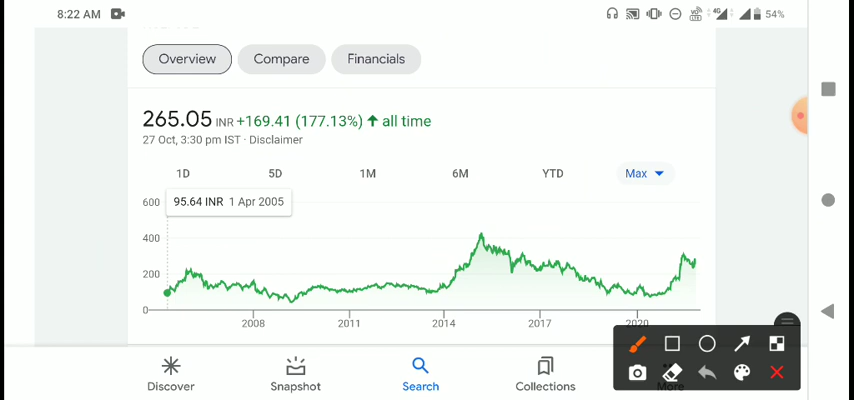 8:22 AM 4G 54%
Overview Compare Financials
265.05 INR +169.41 (177.13%) ↑ all time
27 Oct, 3:30 pm IST · Disclaimer
1D 5D 1M 6M YTD Max
600
95.64 INR 1 Apr 2005
400
200
0
2008 2011 2014 2017 2020
Discover Snapshot Search Collections More